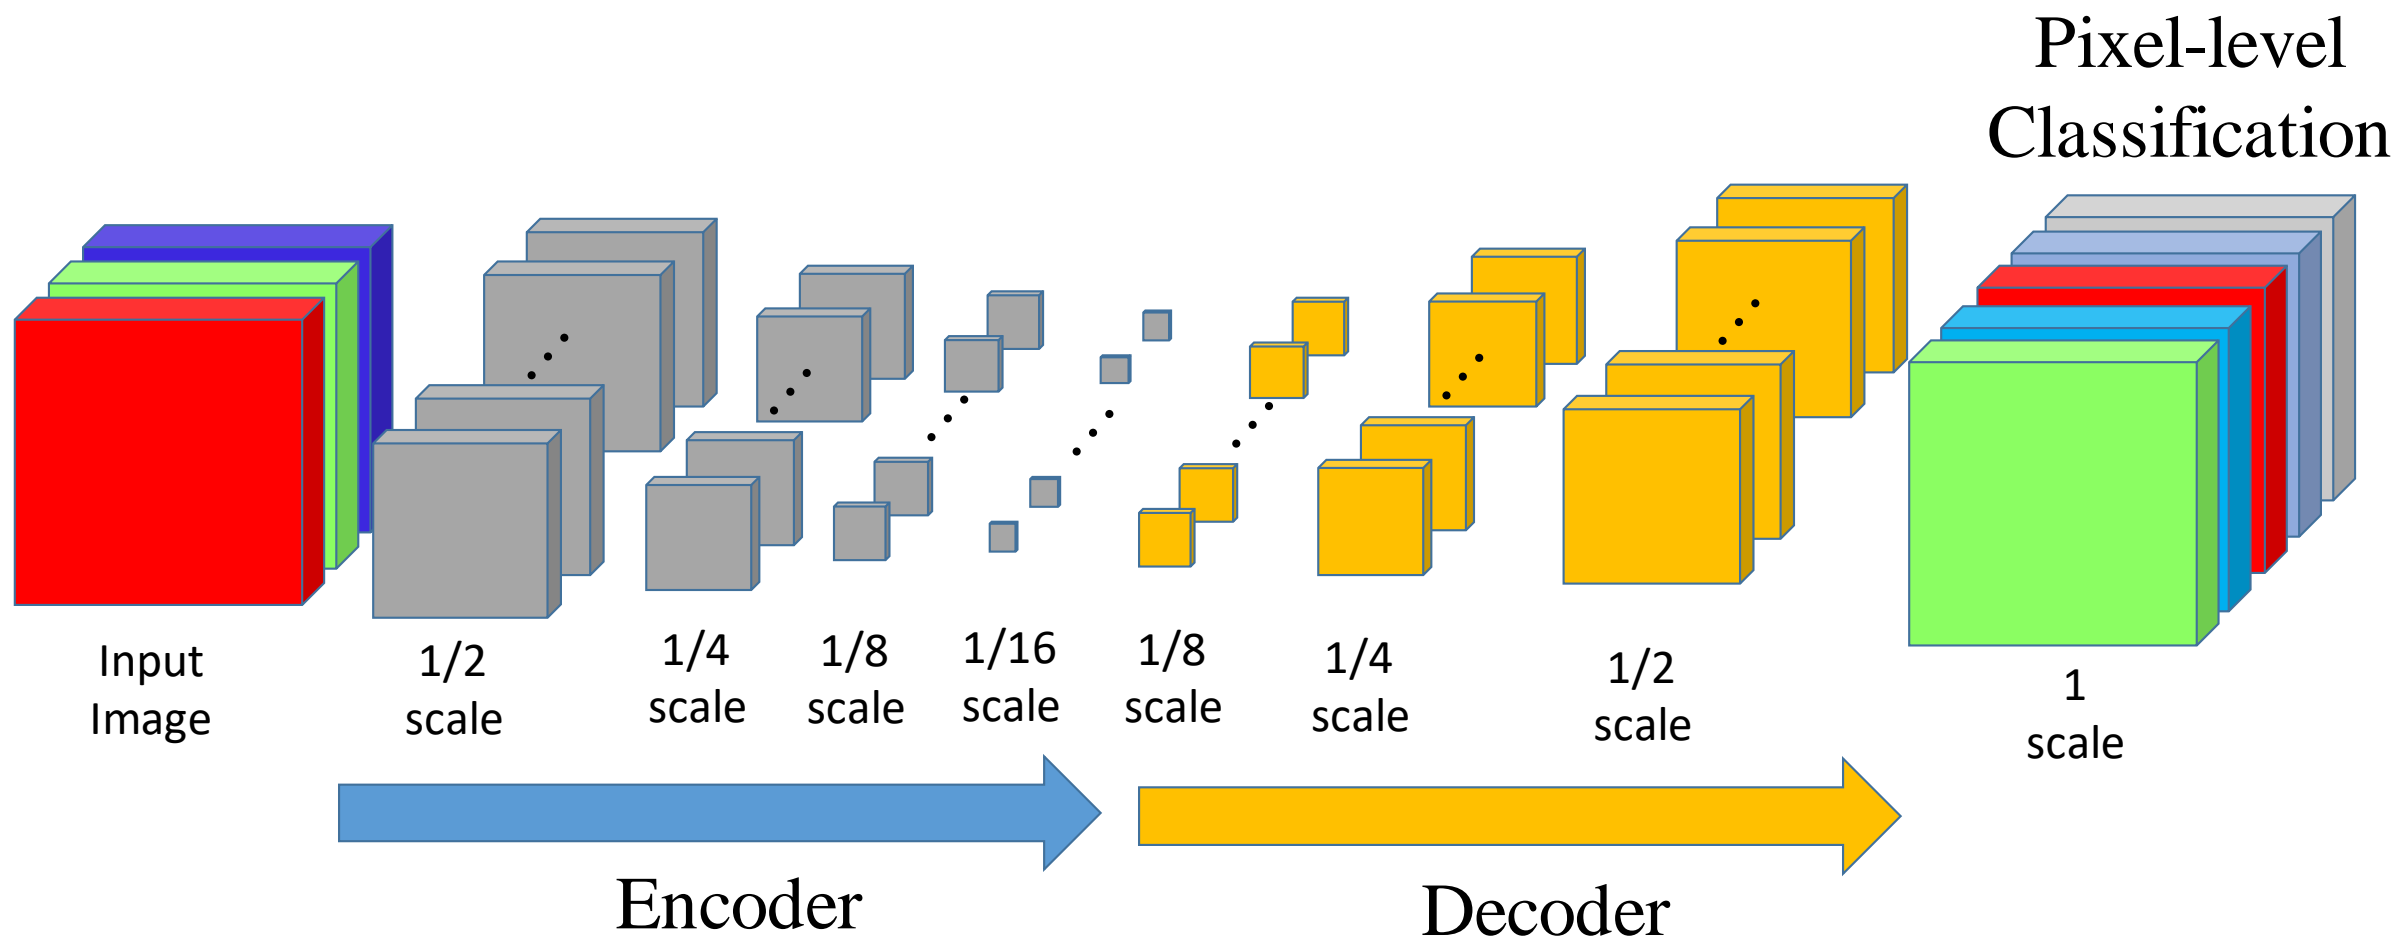 Pixel-level
Classification
Input
Image
1/2
scale
1/4
scale
1/8
scale
1/16
scale
1/8
scale
1/4
scale
1/2
scale
1
scale
Encoder
Decoder